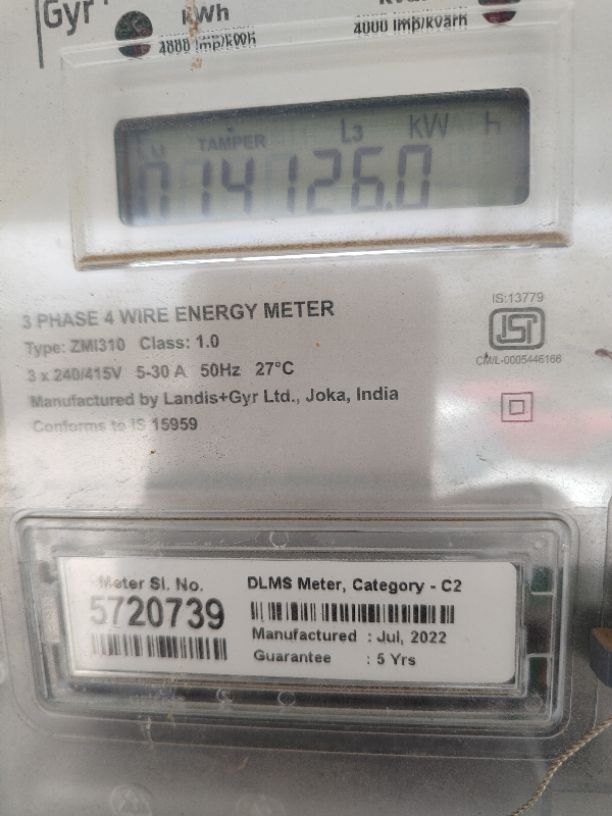 Gyr
kWh
4000 Imp/kWh
4000 Imp/kvarh
TAMPER L3 kW h
014126.0
3 PHASE 4 WIRE ENERGY METER
Type: ZMI310 Class: 1.0
3 x 240/415V 5-30 A 50Hz 27°C
Manufactured by Landis+Gyr Ltd., Joka, India
Conforms to IS 15959
IS:13779
CM/L-0005446166
Meter Sl. No.
5720739
DLMS Meter, Category - C2
Manufactured : Jul, 2022
Guarantee : 5 Yrs